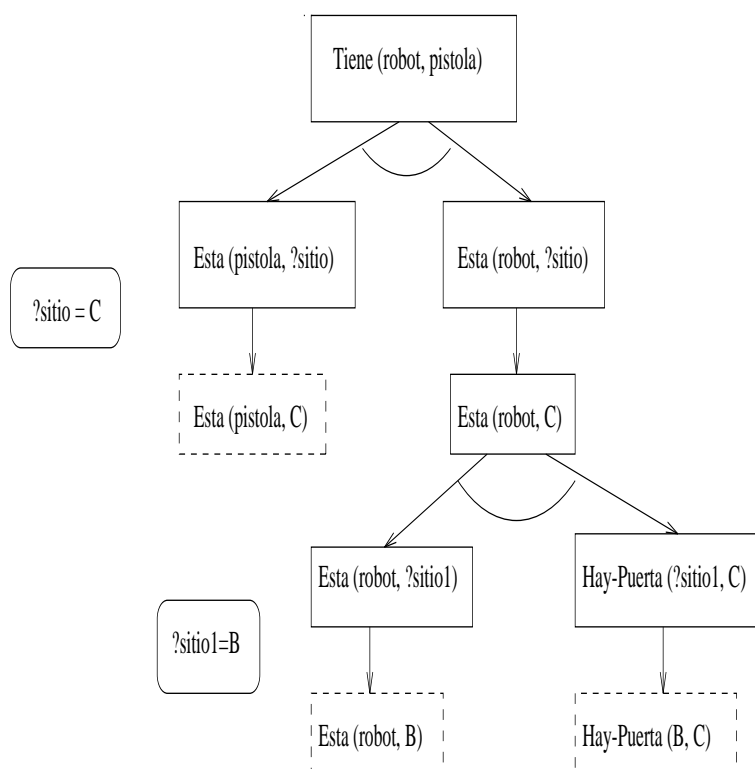 Tiene (robot, pistola)
Esta (pistola, ?sitio)
Esta (robot, ?sitio)
?sitio = C
Esta (pistola, C)
Esta (robot, C)
Esta (robot, ?sitio1)
Hay-Puerta (?sitio1, C)
?sitio1=B
Esta (robot, B)
Hay-Puerta (B, C)